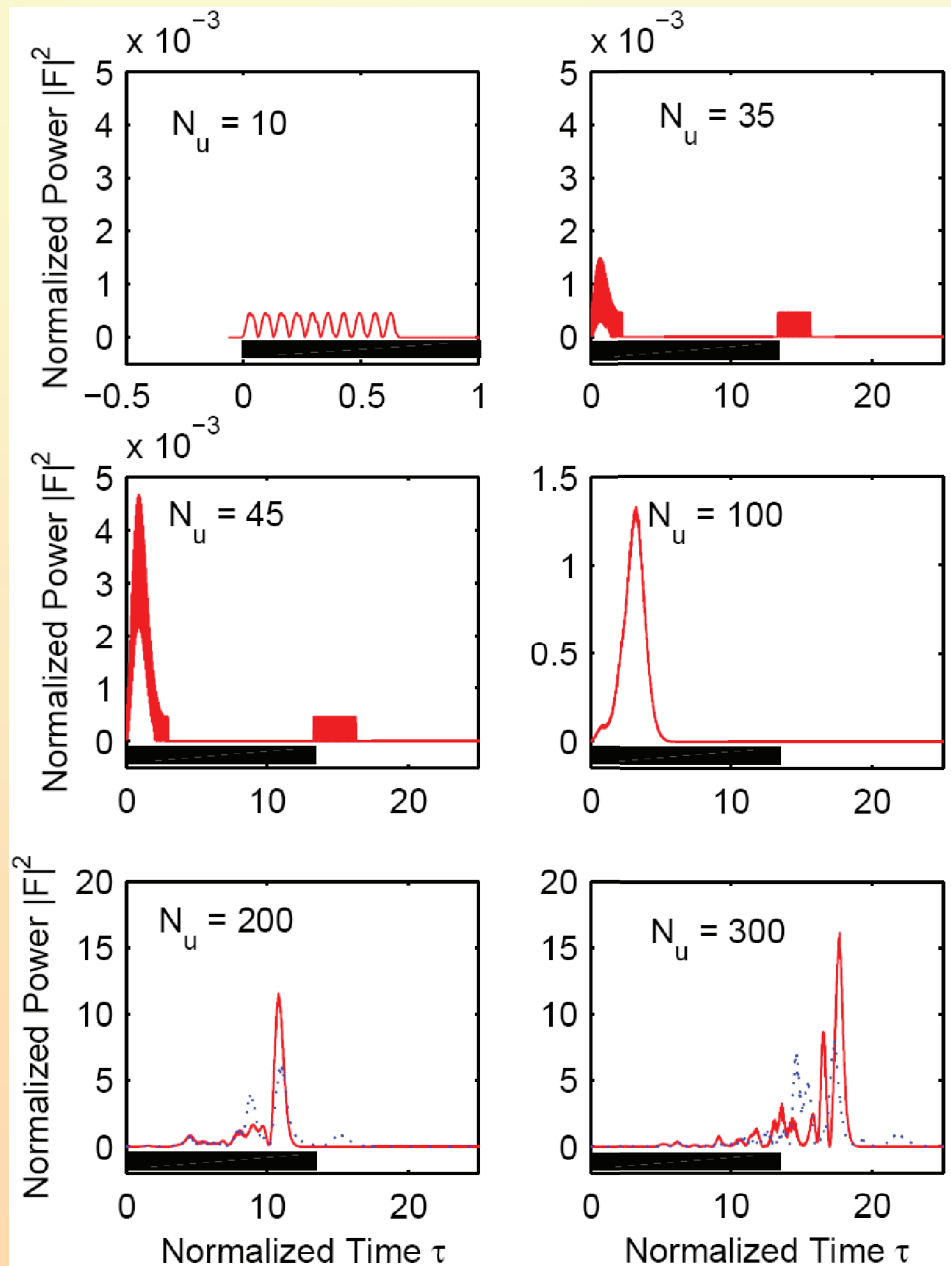 x 10⁻³
x 10⁻³
Normalized Power |F|²
5
4
3
2
1
0
N_u = 10
−0.5 0 0.5 1
5
4
3
2
1
0
N_u = 35
0 10 20
x 10⁻³
Normalized Power |F|²
5
4
3
2
1
0
N_u = 45
0 10 20
1.5
1
0.5
0
N_u = 100
0 10 20
Normalized Power |F|²
20
15
10
5
0
N_u = 200
0 10 20
Normalized Time τ
20
15
10
5
0
N_u = 300
0 10 20
Normalized Time τ